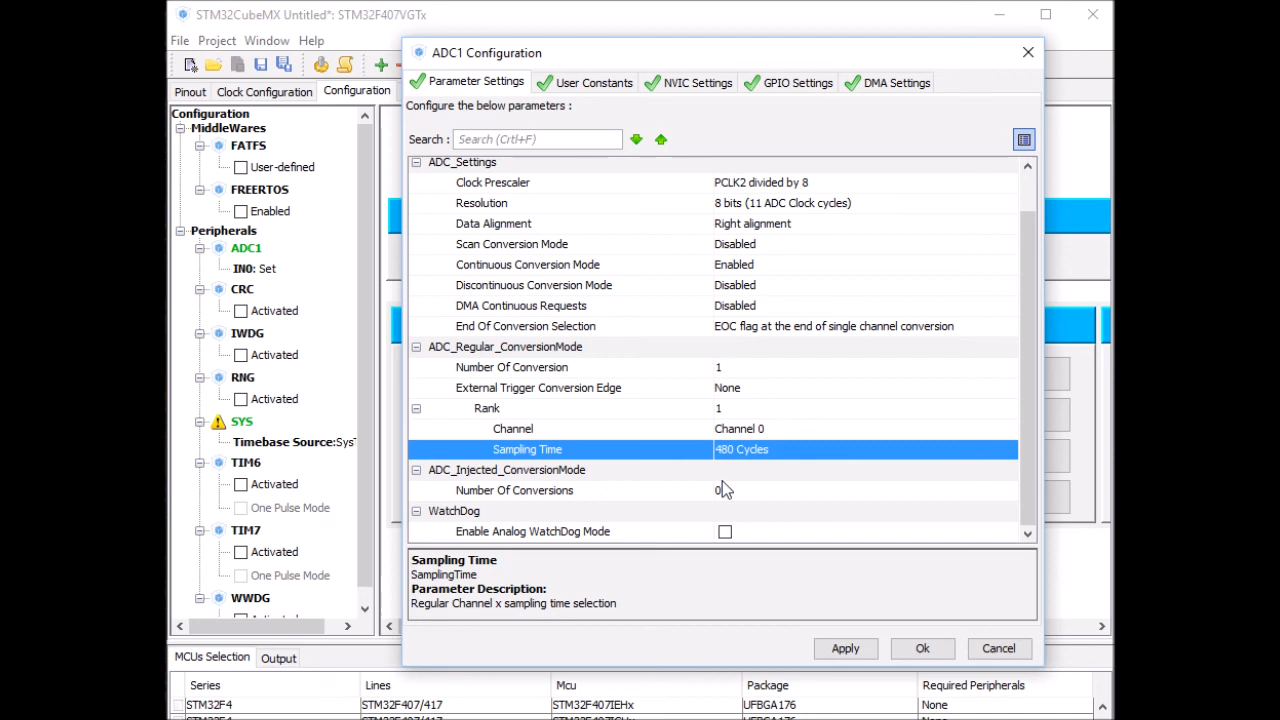 STM32CubeMX Untitled*: STM32F407VGTx
File Project Window Help
Pinout Clock Configuration Configuration
Configuration
MiddleWares
FATFS
User-defined
FREERTOS
Enabled
Peripherals
ADC1
IN0: Set
CRC
Activated
IWDG
Activated
RNG
Activated
SYS
Timebase Source:SysT
TIM6
Activated
One Pulse Mode
TIM7
Activated
One Pulse Mode
WWDG
ADC1 Configuration
Parameter Settings User Constants NVIC Settings GPIO Settings DMA Settings
Configure the below parameters :
Search : Search (Crtl+F)
ADC_Settings
Clock Prescaler PCLK2 divided by 8
Resolution 8 bits (11 ADC Clock cycles)
Data Alignment Right alignment
Scan Conversion Mode Disabled
Continuous Conversion Mode Enabled
Discontinuous Conversion Mode Disabled
DMA Continuous Requests Disabled
End Of Conversion Selection EOC flag at the end of single channel conversion
ADC_Regular_ConversionMode
Number Of Conversion 1
External Trigger Conversion Edge None
Rank 1
Channel Channel 0
Sampling Time 480 Cycles
ADC_Injected_ConversionMode
Number Of Conversions 0
WatchDog
Enable Analog WatchDog Mode
Sampling Time
SamplingTime
Parameter Description:
Regular Channel x sampling time selection
Apply Ok Cancel
MCUs Selection Output
Series Lines Mcu Package Required Peripherals
STM32F4 STM32F407/417 STM32F407IEHx UFBGA176 None